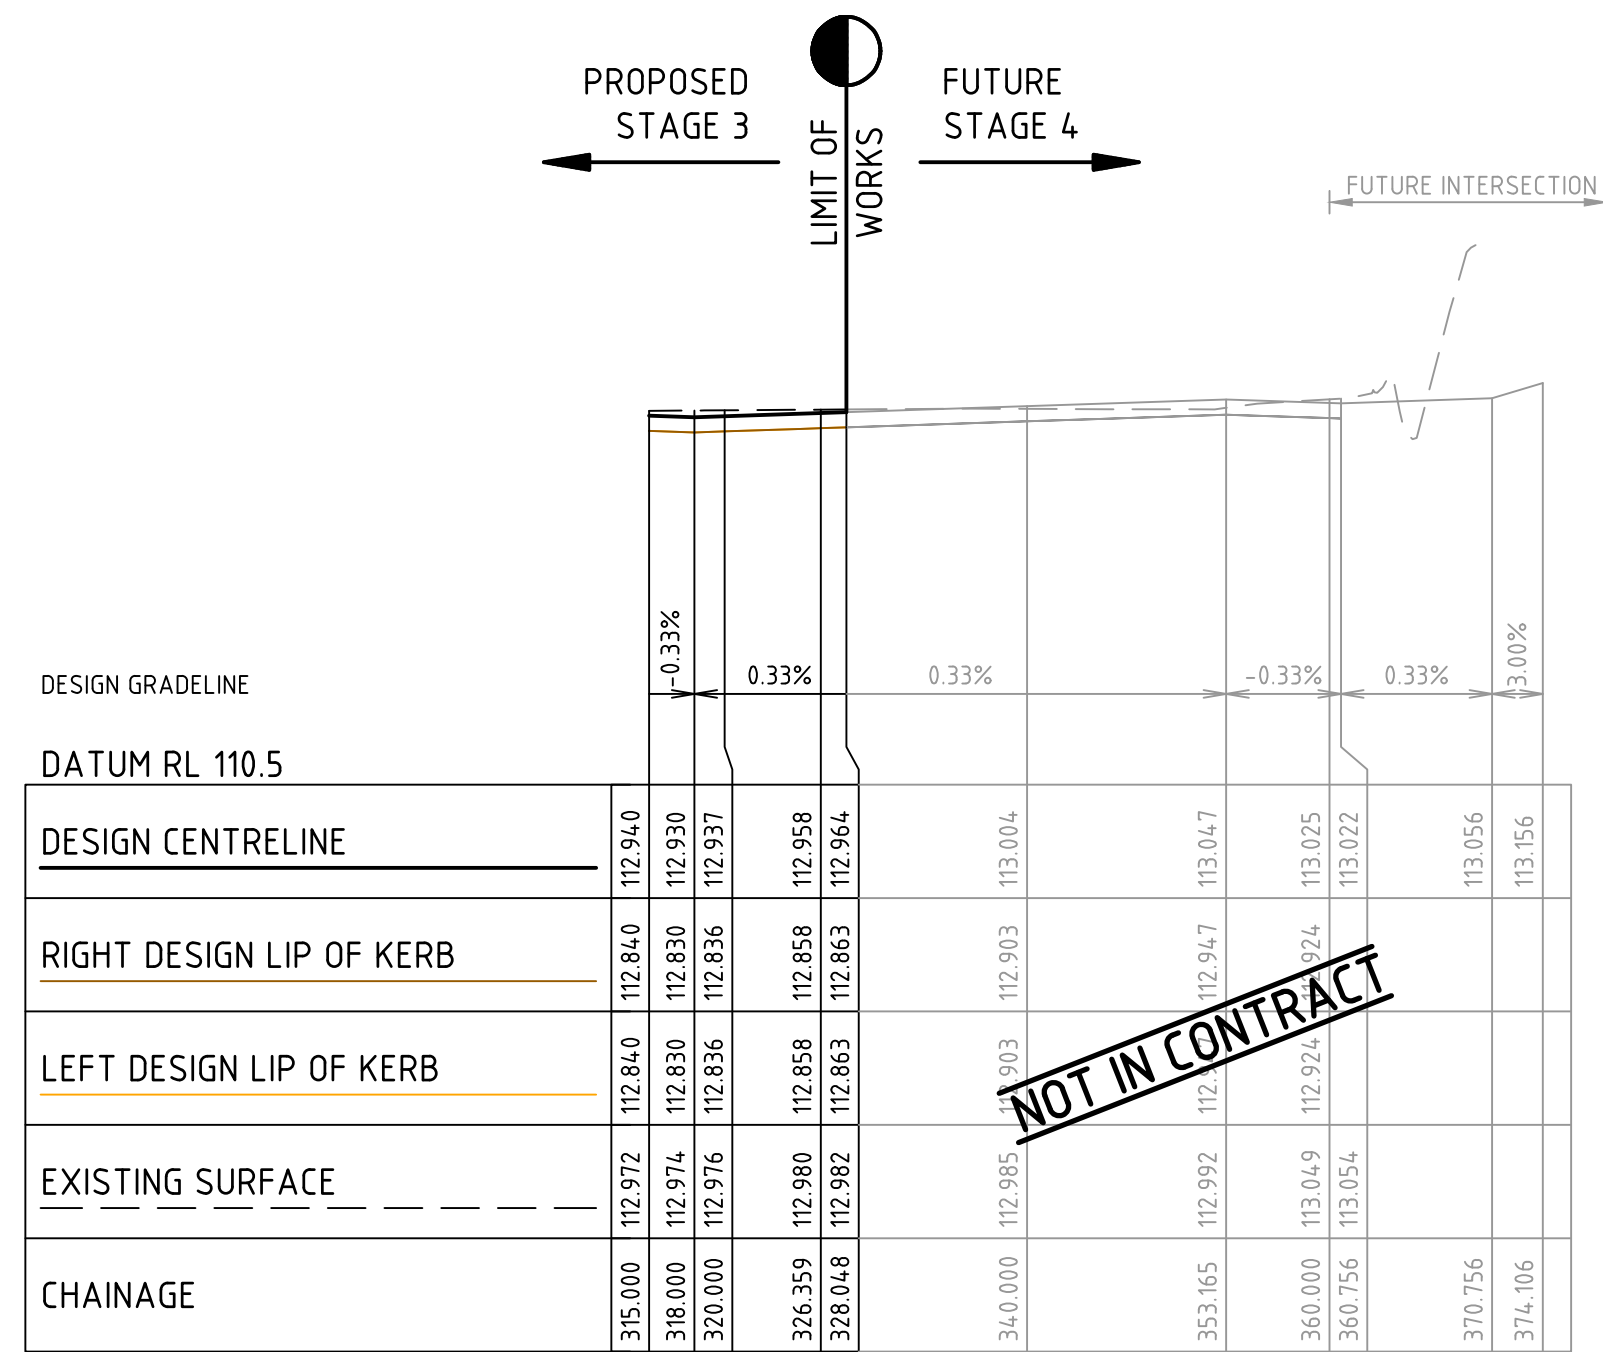 PROPOSED
STAGE 3
FUTURE
STAGE 4
LIMIT OF
WORKS
FUTURE INTERSECTION
DESIGN GRADELINE
-0.33%
0.33%
0.33%
-0.33%
0.33%
3.00%
DATUM RL 110.5
DESIGN CENTRELINE 112.940 112.930 112.937 112.958 112.964 113.004 113.047 113.025 113.022 113.056 113.156
RIGHT DESIGN LIP OF KERB 112.840 112.830 112.836 112.858 112.863 112.903 112.947 112.924
LEFT DESIGN LIP OF KERB 112.840 112.830 112.836 112.858 112.863 112.903 112.924
NOT IN CONTRACT
EXISTING SURFACE 112.972 112.974 112.976 112.980 112.982 112.985 112.992 113.049 113.054
CHAINAGE 315.000 318.000 320.000 326.359 328.048 340.000 353.165 360.000 360.756 370.756 374.106